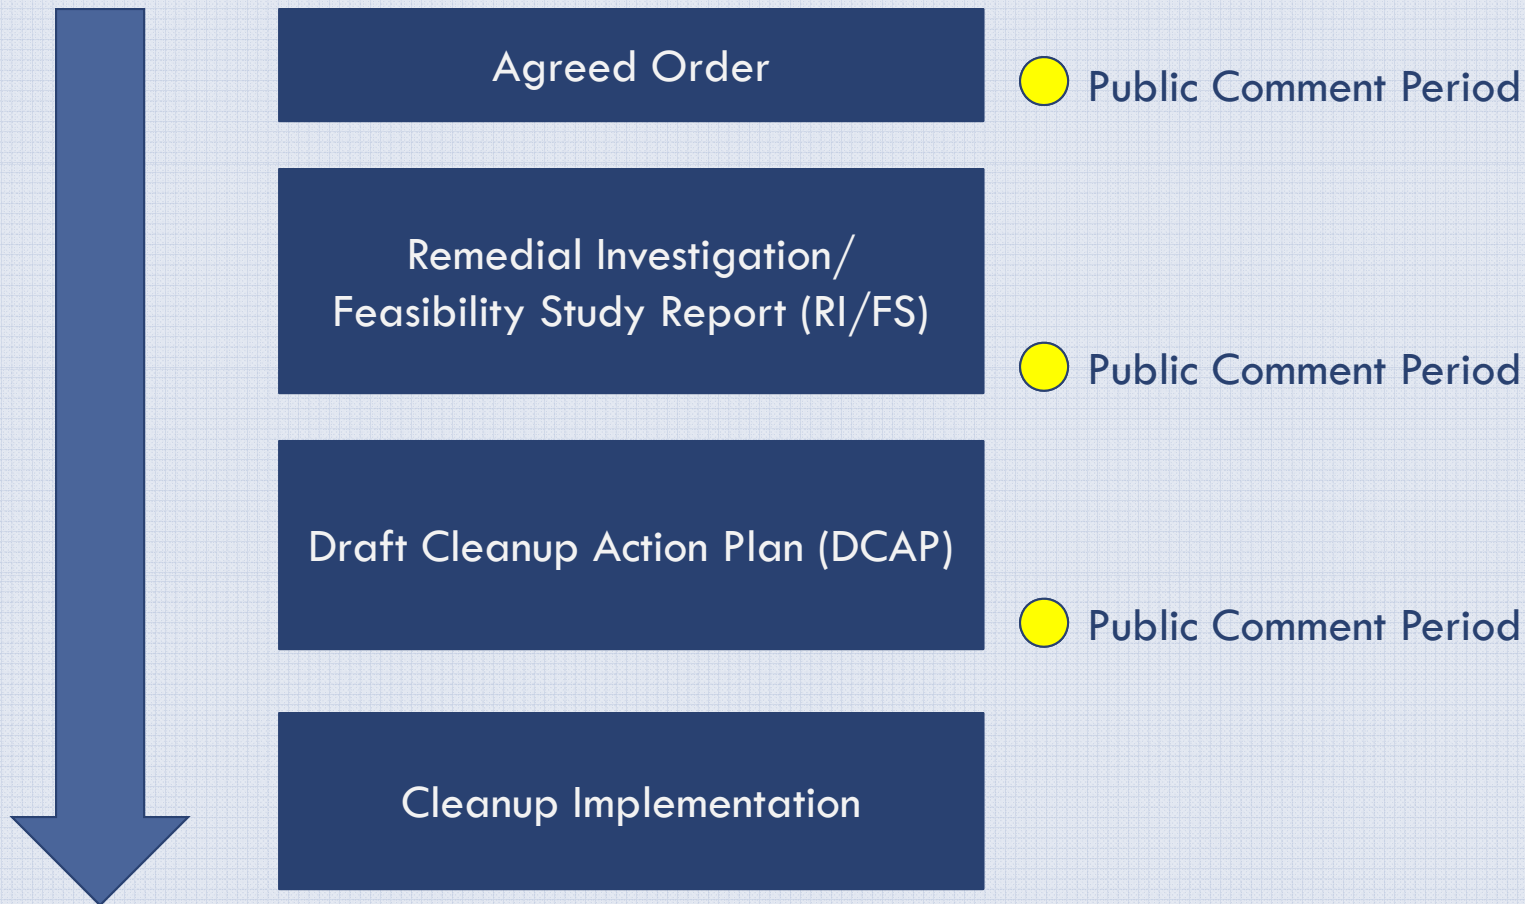 Agreed Order
Public Comment Period
Remedial Investigation/
Feasibility Study Report (RI/FS)
Public Comment Period
Draft Cleanup Action Plan (DCAP)
Public Comment Period
Cleanup Implementation